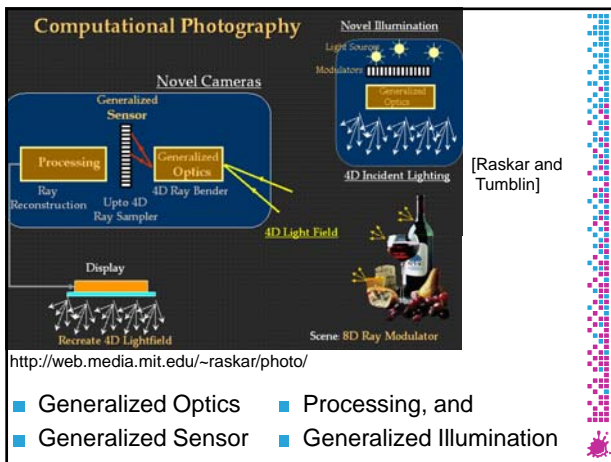 Computational Photography
Novel Illumination
Light Sources
Modulators
Generalized
Optics
4D Incident Lighting
Novel Cameras
Generalized
Sensor
Processing
Generalized
Optics
Ray
Reconstruction
Upto 4D
Ray Sampler
4D Ray Bender
4D Light Field
[Raskar and
Tumblin]
Display
Recreate 4D Lightfield
Scene: 8D Ray Modulator
http://web.media.mit.edu/~raskar/photo/
Generalized Optics
Generalized Sensor
Processing, and
Generalized Illumination